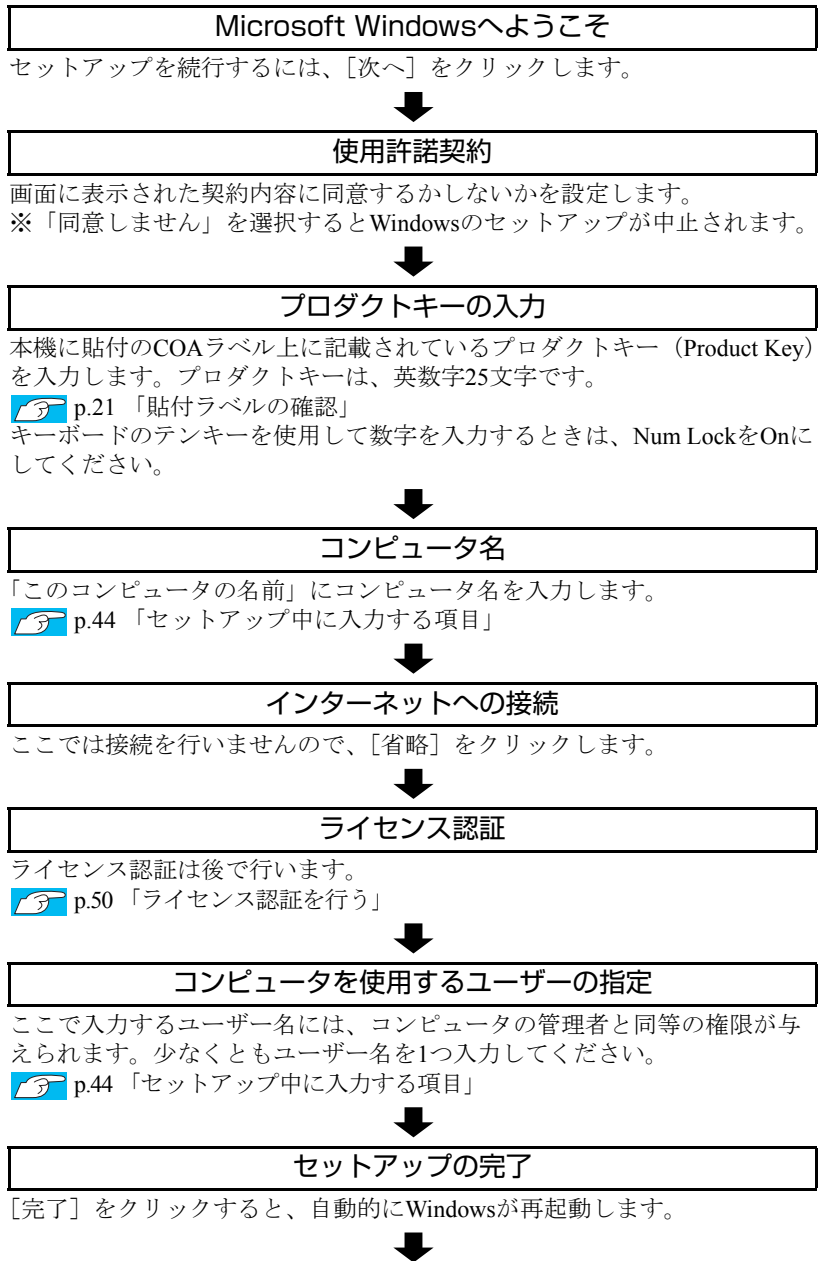 Microsoft Windowsへようこそ
セットアップを続行するには、［次へ］をクリックします。
使用許諾契約
画面に表示された契約内容に同意するかしないかを設定します。
※「同意しません」を選択するとWindowsのセットアップが中止されます。
プロダクトキーの入力
本機に貼付のCOAラベル上に記載されているプロダクトキー（Product Key）
を入力します。プロダクトキーは、英数字25文字です。
p.21 「貼付ラベルの確認」
キーボードのテンキーを使用して数字を入力するときは、Num LockをOnに
してください。
コンピュータ名
「このコンピュータの名前」にコンピュータ名を入力します。
p.44 「セットアップ中に入力する項目」
インターネットへの接続
ここでは接続を行いませんので、［省略］をクリックします。
ライセンス認証
ライセンス認証は後で行います。
p.50 「ライセンス認証を行う」
コンピュータを使用するユーザーの指定
ここで入力するユーザー名には、コンピュータの管理者と同等の権限が与
えられます。少なくともユーザー名を1つ入力してください。
p.44 「セットアップ中に入力する項目」
セットアップの完了
［完了］をクリックすると、自動的にWindowsが再起動します。